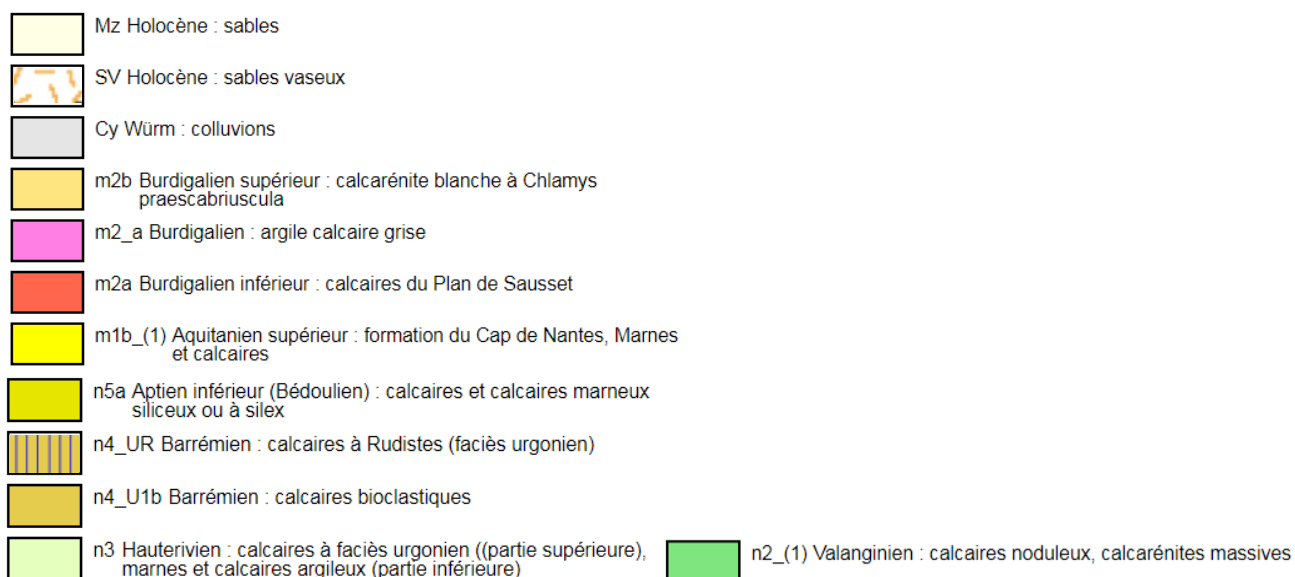 Mz Holocène : sables
SV Holocène : sables vaseux
Cy Würm : colluvions
m2b Burdigalien supérieur : calcarénite blanche à Chlamys
praescabriuscula
m2_a Burdigalien : argile calcaire grise
m2a Burdigalien inférieur : calcaires du Plan de Sausset
m1b_(1) Aquitanien supérieur : formation du Cap de Nantes, Marnes
et calcaires
n5a Aptien inférieur (Bédoulien) : calcaires et calcaires marneux
siliceux ou à silex
n4_UR Barrémien : calcaires à Rudistes (faciès urgonien)
n4_U1b Barrémien : calcaires bioclastiques
n3 Hauterivien : calcaires à faciès urgonien ((partie supérieure),
marnes et calcaires argileux (partie inférieure)
n2_(1) Valanginien : calcaires noduleux, calcarénites massives